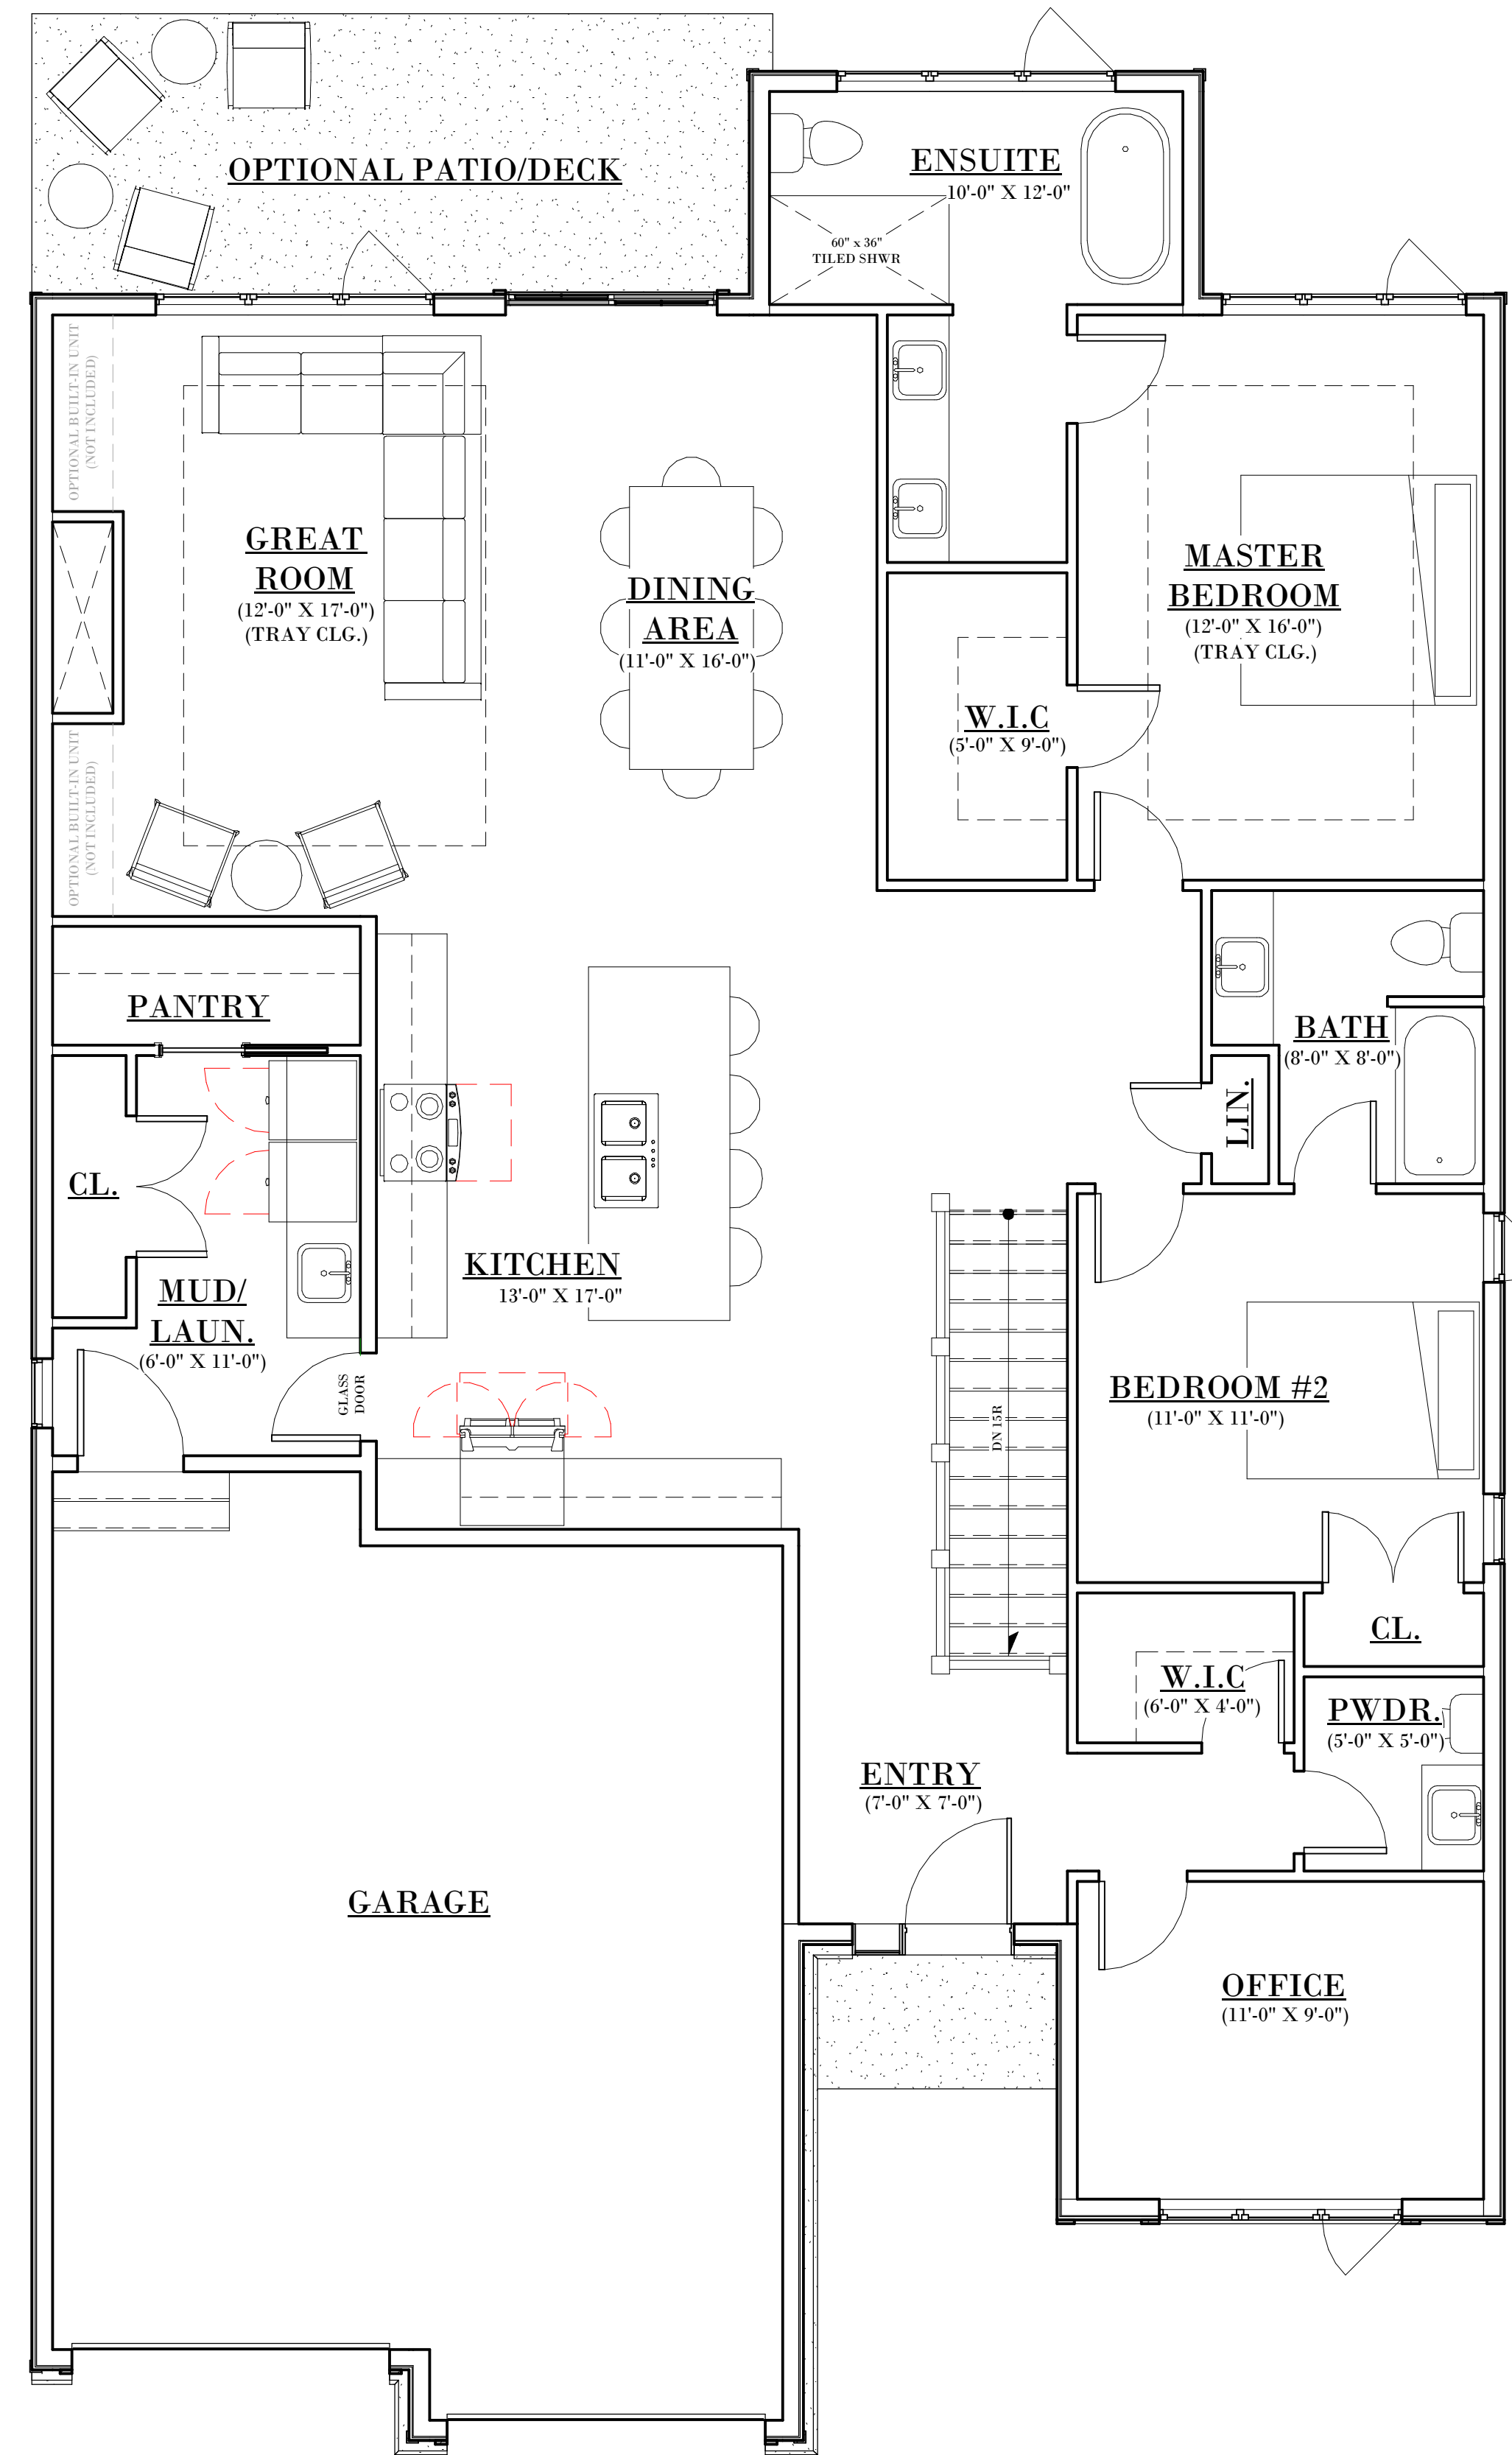 OPTIONAL PATIO/DECK
ENSUITE
10'-0" X 12'-0"
60" x 36"
TILED SHWR
OPTIONAL BUILT-IN UNIT
(NOT INCLUDED)
GREAT
ROOM
(12'-0" X 17'-0")
(TRAY CLG.)
DINING
AREA
(11'-0" X 16'-0")
MASTER
BEDROOM
(12'-0" X 16'-0")
(TRAY CLG.)
W.I.C
(5'-0" X 9'-0")
OPTIONAL BUILT-IN UNIT
(NOT INCLUDED)
PANTRY
BATH
(8'-0" X 8'-0")
LIN.
CL.
KITCHEN
13'-0" X 17'-0"
MUD/
LAUN.
(6'-0" X 11'-0")
GLASS
DOOR
DN 15R
BEDROOM #2
(11'-0" X 11'-0")
CL.
W.I.C
(6'-0" X 4'-0")
PWDR.
(5'-0" X 5'-0")
ENTRY
(7'-0" X 7'-0")
GARAGE
OFFICE
(11'-0" X 9'-0")